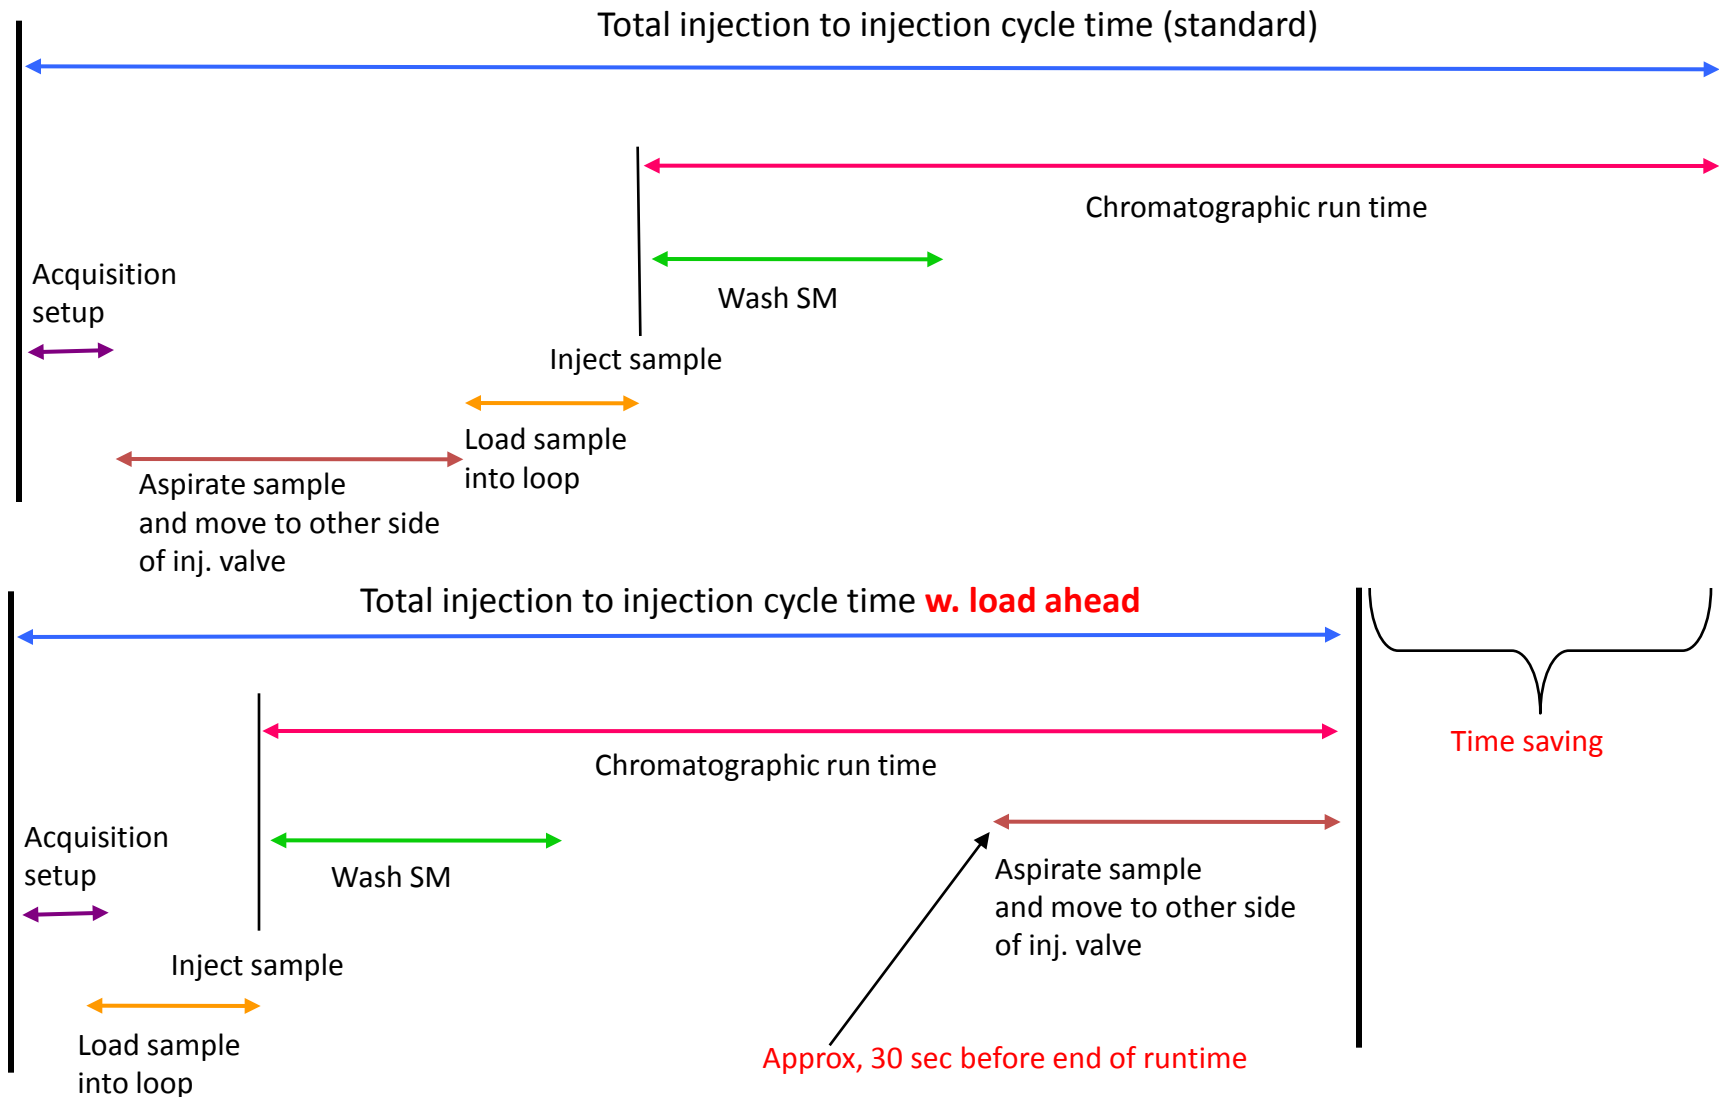 Total injection to injection cycle time (standard)
Chromatographic run time
Acquisition
setup
Wash SM
Inject sample
Load sample
into loop
Aspirate sample
and move to other side
of inj. valve
Total injection to injection cycle time w. load ahead
Time saving
Chromatographic run time
Acquisition
setup
Wash SM
Aspirate sample
and move to other side
of inj. valve
Inject sample
Load sample
into loop
Approx, 30 sec before end of runtime